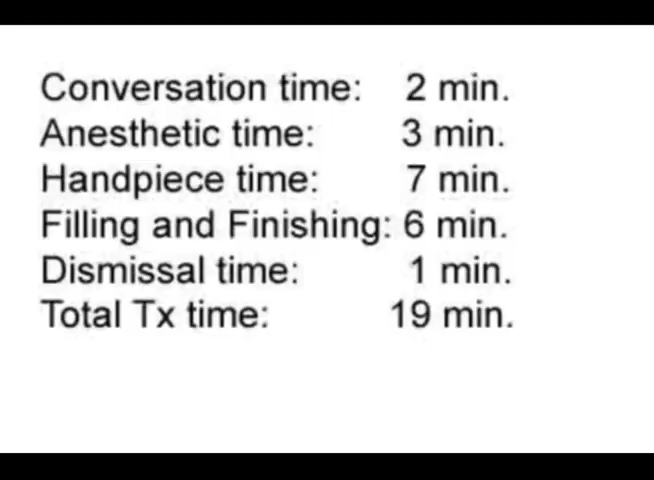 Conversation time: 2 min.
Anesthetic time: 3 min.
Handpiece time: 7 min.
Filling and Finishing: 6 min.
Dismissal time: 1 min.
Total Tx time: 19 min.